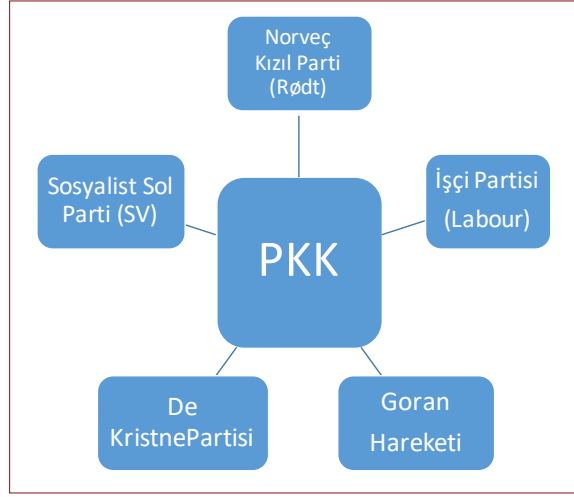 Norveç
Kızıl Parti
(Rødt)
Sosyalist Sol
Parti (SV)
İşçi Partisi
(Labour)
PKK
De
KristnePartisi
Goran
Hareketi